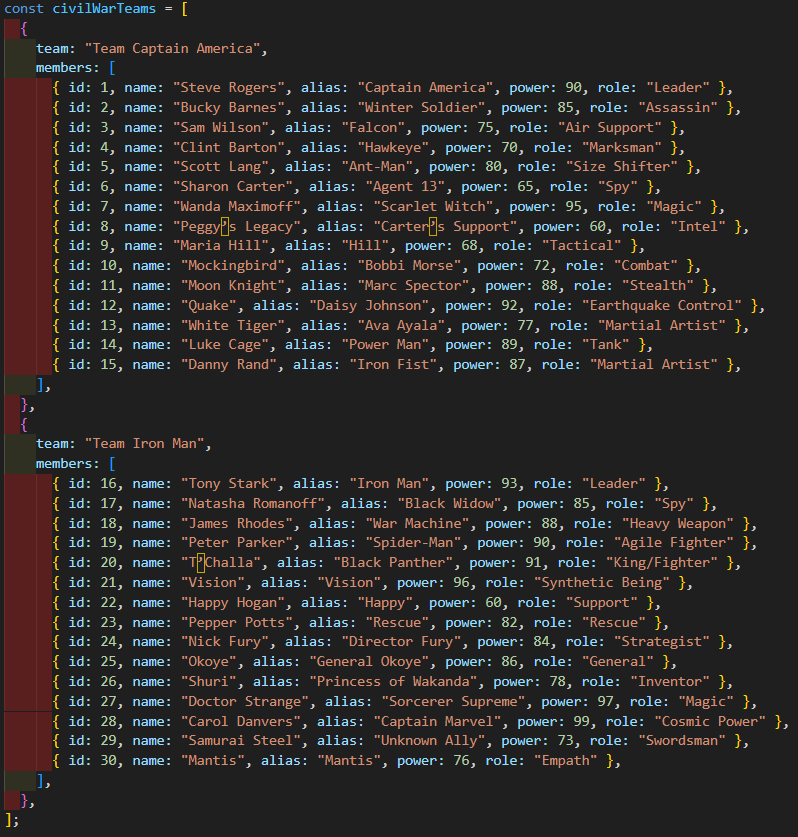 const civilWarTeams = [
{
team: "Team Captain America",
members: [
{ id: 1, name: "Steve Rogers", alias: "Captain America", power: 90, role: "Leader" },
{ id: 2, name: "Bucky Barnes", alias: "Winter Soldier", power: 85, role: "Assassin" },
{ id: 3, name: "Sam Wilson", alias: "Falcon", power: 75, role: "Air Support" },
{ id: 4, name: "Clint Barton", alias: "Hawkeye", power: 70, role: "Marksman" },
{ id: 5, name: "Scott Lang", alias: "Ant-Man", power: 80, role: "Size Shifter" },
{ id: 6, name: "Sharon Carter", alias: "Agent 13", power: 65, role: "Spy" },
{ id: 7, name: "Wanda Maximoff", alias: "Scarlet Witch", power: 95, role: "Magic" },
{ id: 8, name: "Peggy’s Legacy", alias: "Carter’s Support", power: 60, role: "Intel" },
{ id: 9, name: "Maria Hill", alias: "Hill", power: 68, role: "Tactical" },
{ id: 10, name: "Mockingbird", alias: "Bobbi Morse", power: 72, role: "Combat" },
{ id: 11, name: "Moon Knight", alias: "Marc Spector", power: 88, role: "Stealth" },
{ id: 12, name: "Quake", alias: "Daisy Johnson", power: 92, role: "Earthquake Control" },
{ id: 13, name: "White Tiger", alias: "Ava Ayala", power: 77, role: "Martial Artist" },
{ id: 14, name: "Luke Cage", alias: "Power Man", power: 89, role: "Tank" },
{ id: 15, name: "Danny Rand", alias: "Iron Fist", power: 87, role: "Martial Artist" },
],
},
{
team: "Team Iron Man",
members: [
{ id: 16, name: "Tony Stark", alias: "Iron Man", power: 93, role: "Leader" },
{ id: 17, name: "Natasha Romanoff", alias: "Black Widow", power: 85, role: "Spy" },
{ id: 18, name: "James Rhodes", alias: "War Machine", power: 88, role: "Heavy Weapon" },
{ id: 19, name: "Peter Parker", alias: "Spider-Man", power: 90, role: "Agile Fighter" },
{ id: 20, name: "T’Challa", alias: "Black Panther", power: 91, role: "King/Fighter" },
{ id: 21, name: "Vision", alias: "Vision", power: 96, role: "Synthetic Being" },
{ id: 22, name: "Happy Hogan", alias: "Happy", power: 60, role: "Support" },
{ id: 23, name: "Pepper Potts", alias: "Rescue", power: 82, role: "Rescue" },
{ id: 24, name: "Nick Fury", alias: "Director Fury", power: 84, role: "Strategist" },
{ id: 25, name: "Okoye", alias: "General Okoye", power: 86, role: "General" },
{ id: 26, name: "Shuri", alias: "Princess of Wakanda", power: 78, role: "Inventor" },
{ id: 27, name: "Doctor Strange", alias: "Sorcerer Supreme", power: 97, role: "Magic" },
{ id: 28, name: "Carol Danvers", alias: "Captain Marvel", power: 99, role: "Cosmic Power" },
{ id: 29, name: "Samurai Steel", alias: "Unknown Ally", power: 73, role: "Swordsman" },
{ id: 30, name: "Mantis", alias: "Mantis", power: 76, role: "Empath" },
],
},
];